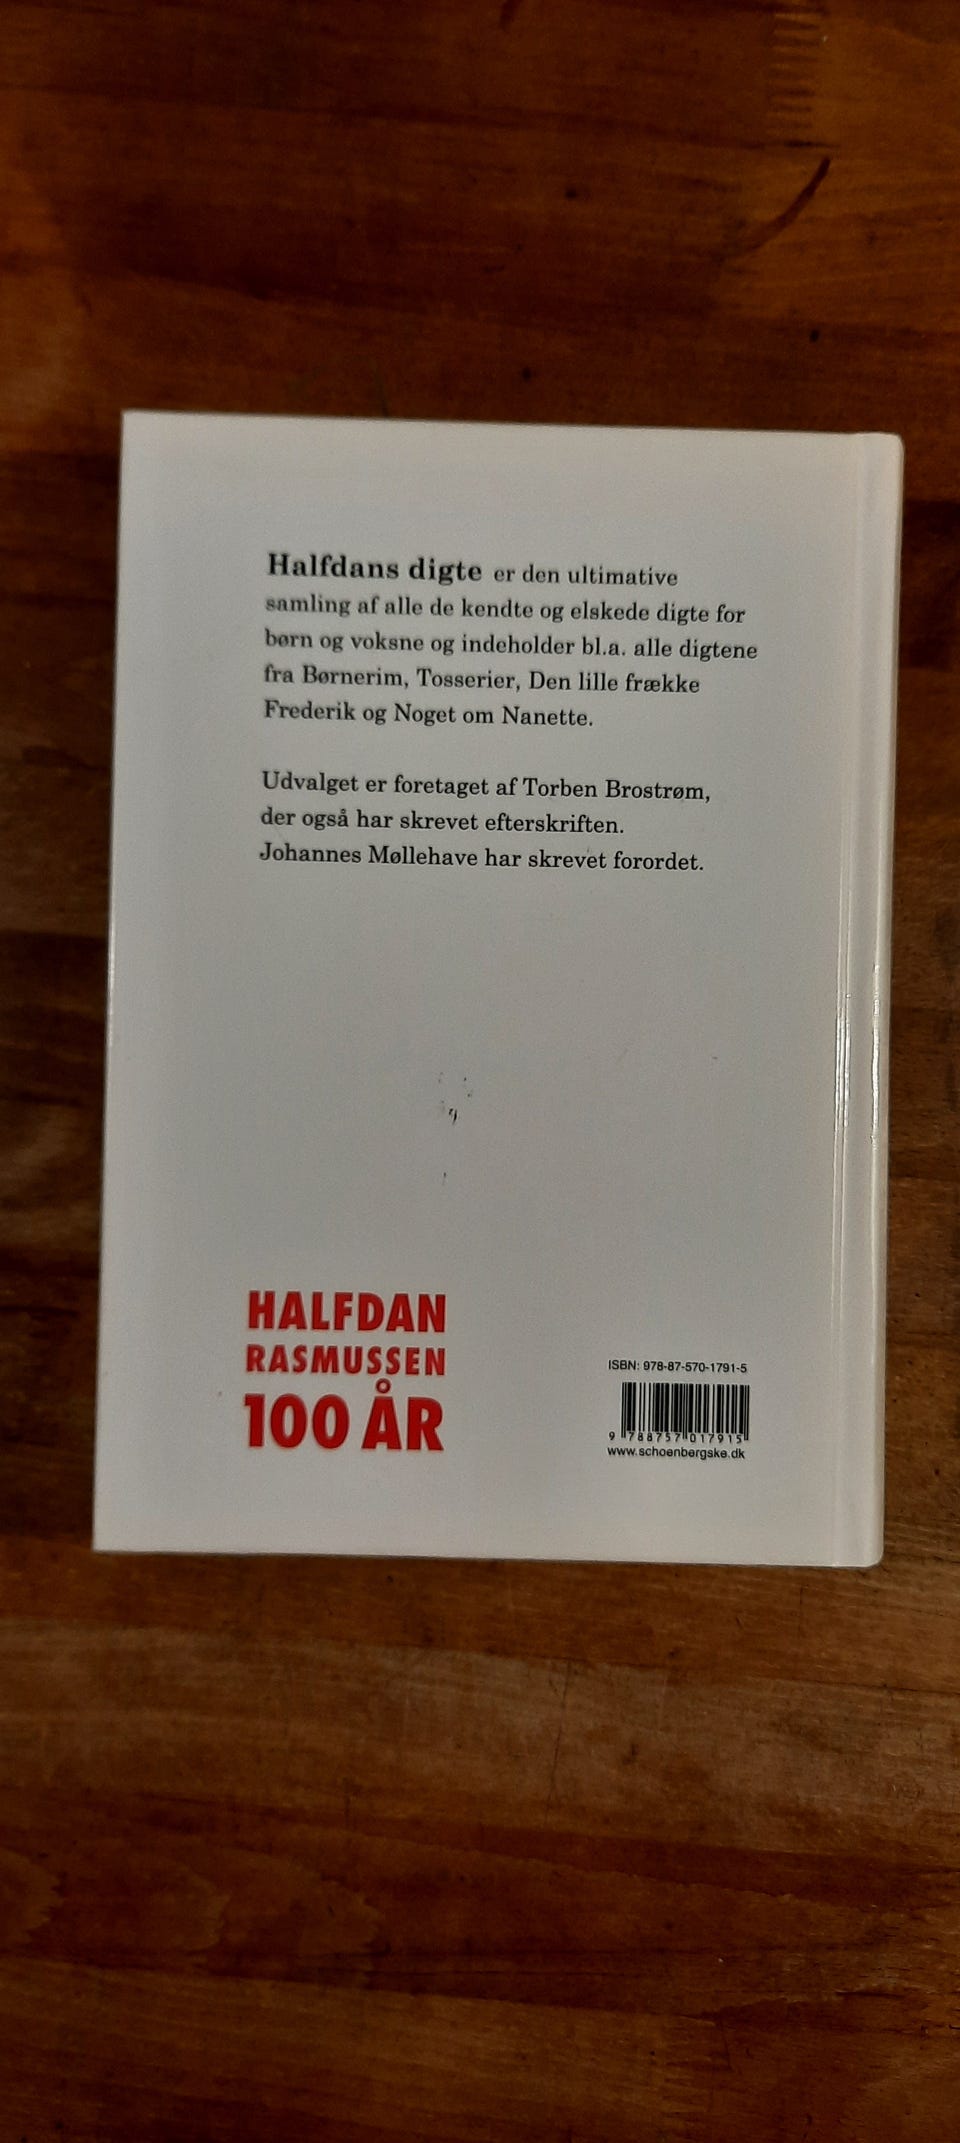 Halfdans digte er den ultimative
samling af alle de kendte og elskede digte for
børn og voksne og indeholder bl.a. alle digtene
fra Børnerim, Tosserier, Den lille frække
Frederik og Noget om Nanette.
Udvalget er foretaget af Torben Brostrøm,
der også har skrevet efterskriften.
Johannes Møllehave har skrevet forordet.
HALFDAN
RASMUSSEN
100 ÅR
ISBN: 978-87-570-1791-5
9 788757 017915
www.schoenbergske.dk